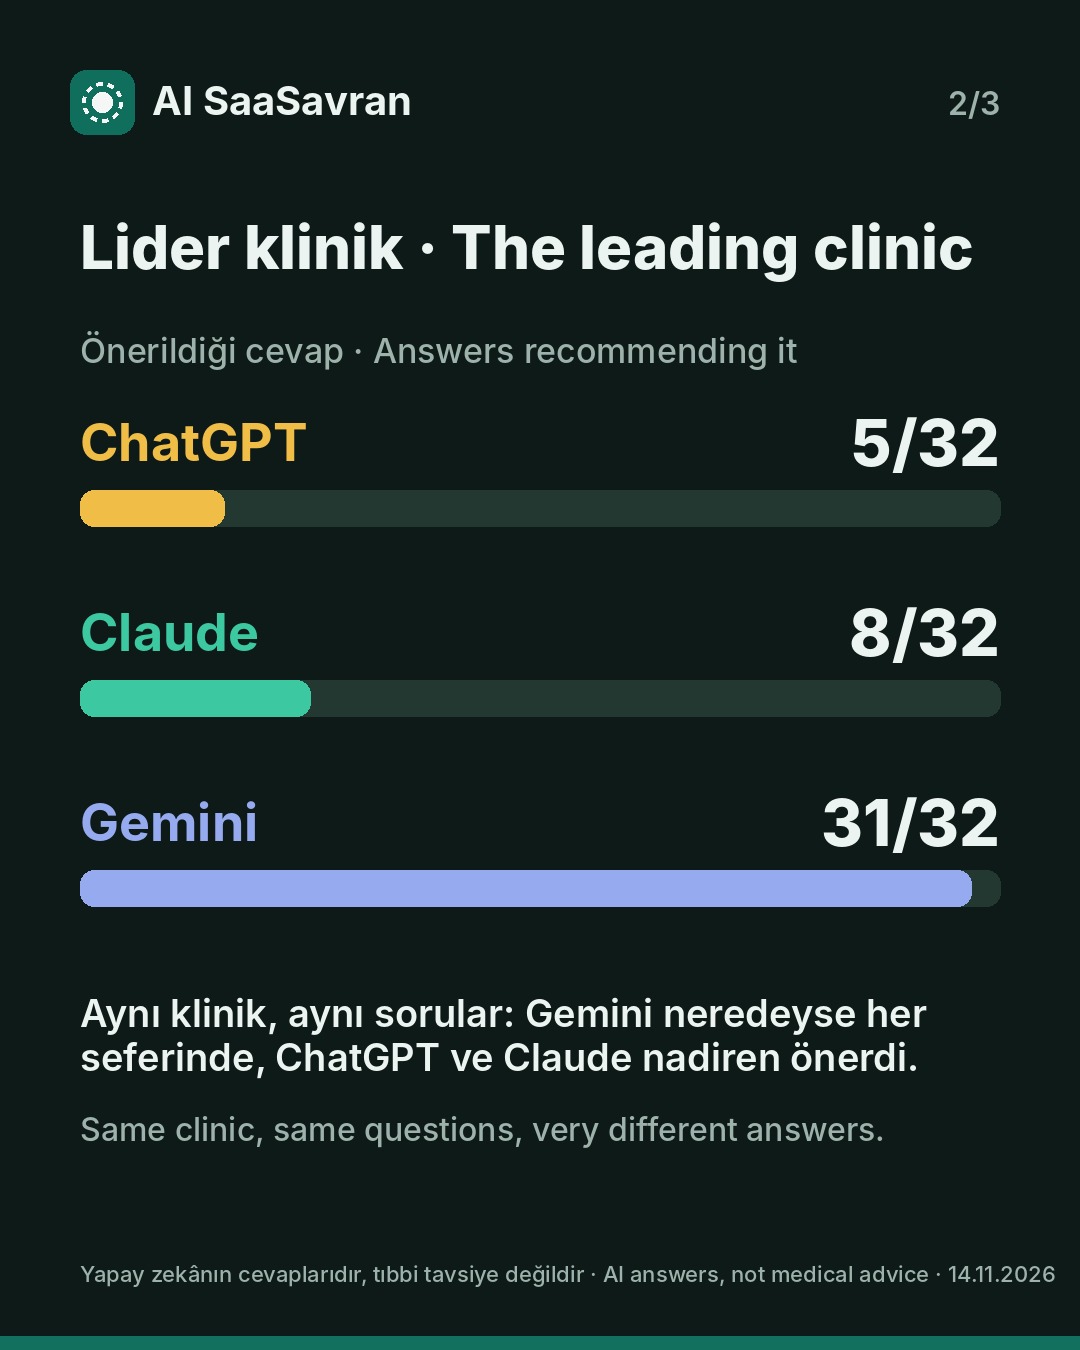 AI SaaSavran
2/3
Lider klinik · The leading clinic
Önerildiği cevap · Answers recommending it
ChatGPT 5/32
Claude 8/32
Gemini 31/32
Aynı klinik, aynı sorular: Gemini neredeyse her
seferinde, ChatGPT ve Claude nadiren önerdi.
Same clinic, same questions, very different answers.
Yapay zekânın cevaplarıdır, tıbbi tavsiye değildir · AI answers, not medical advice · 14.11.2026